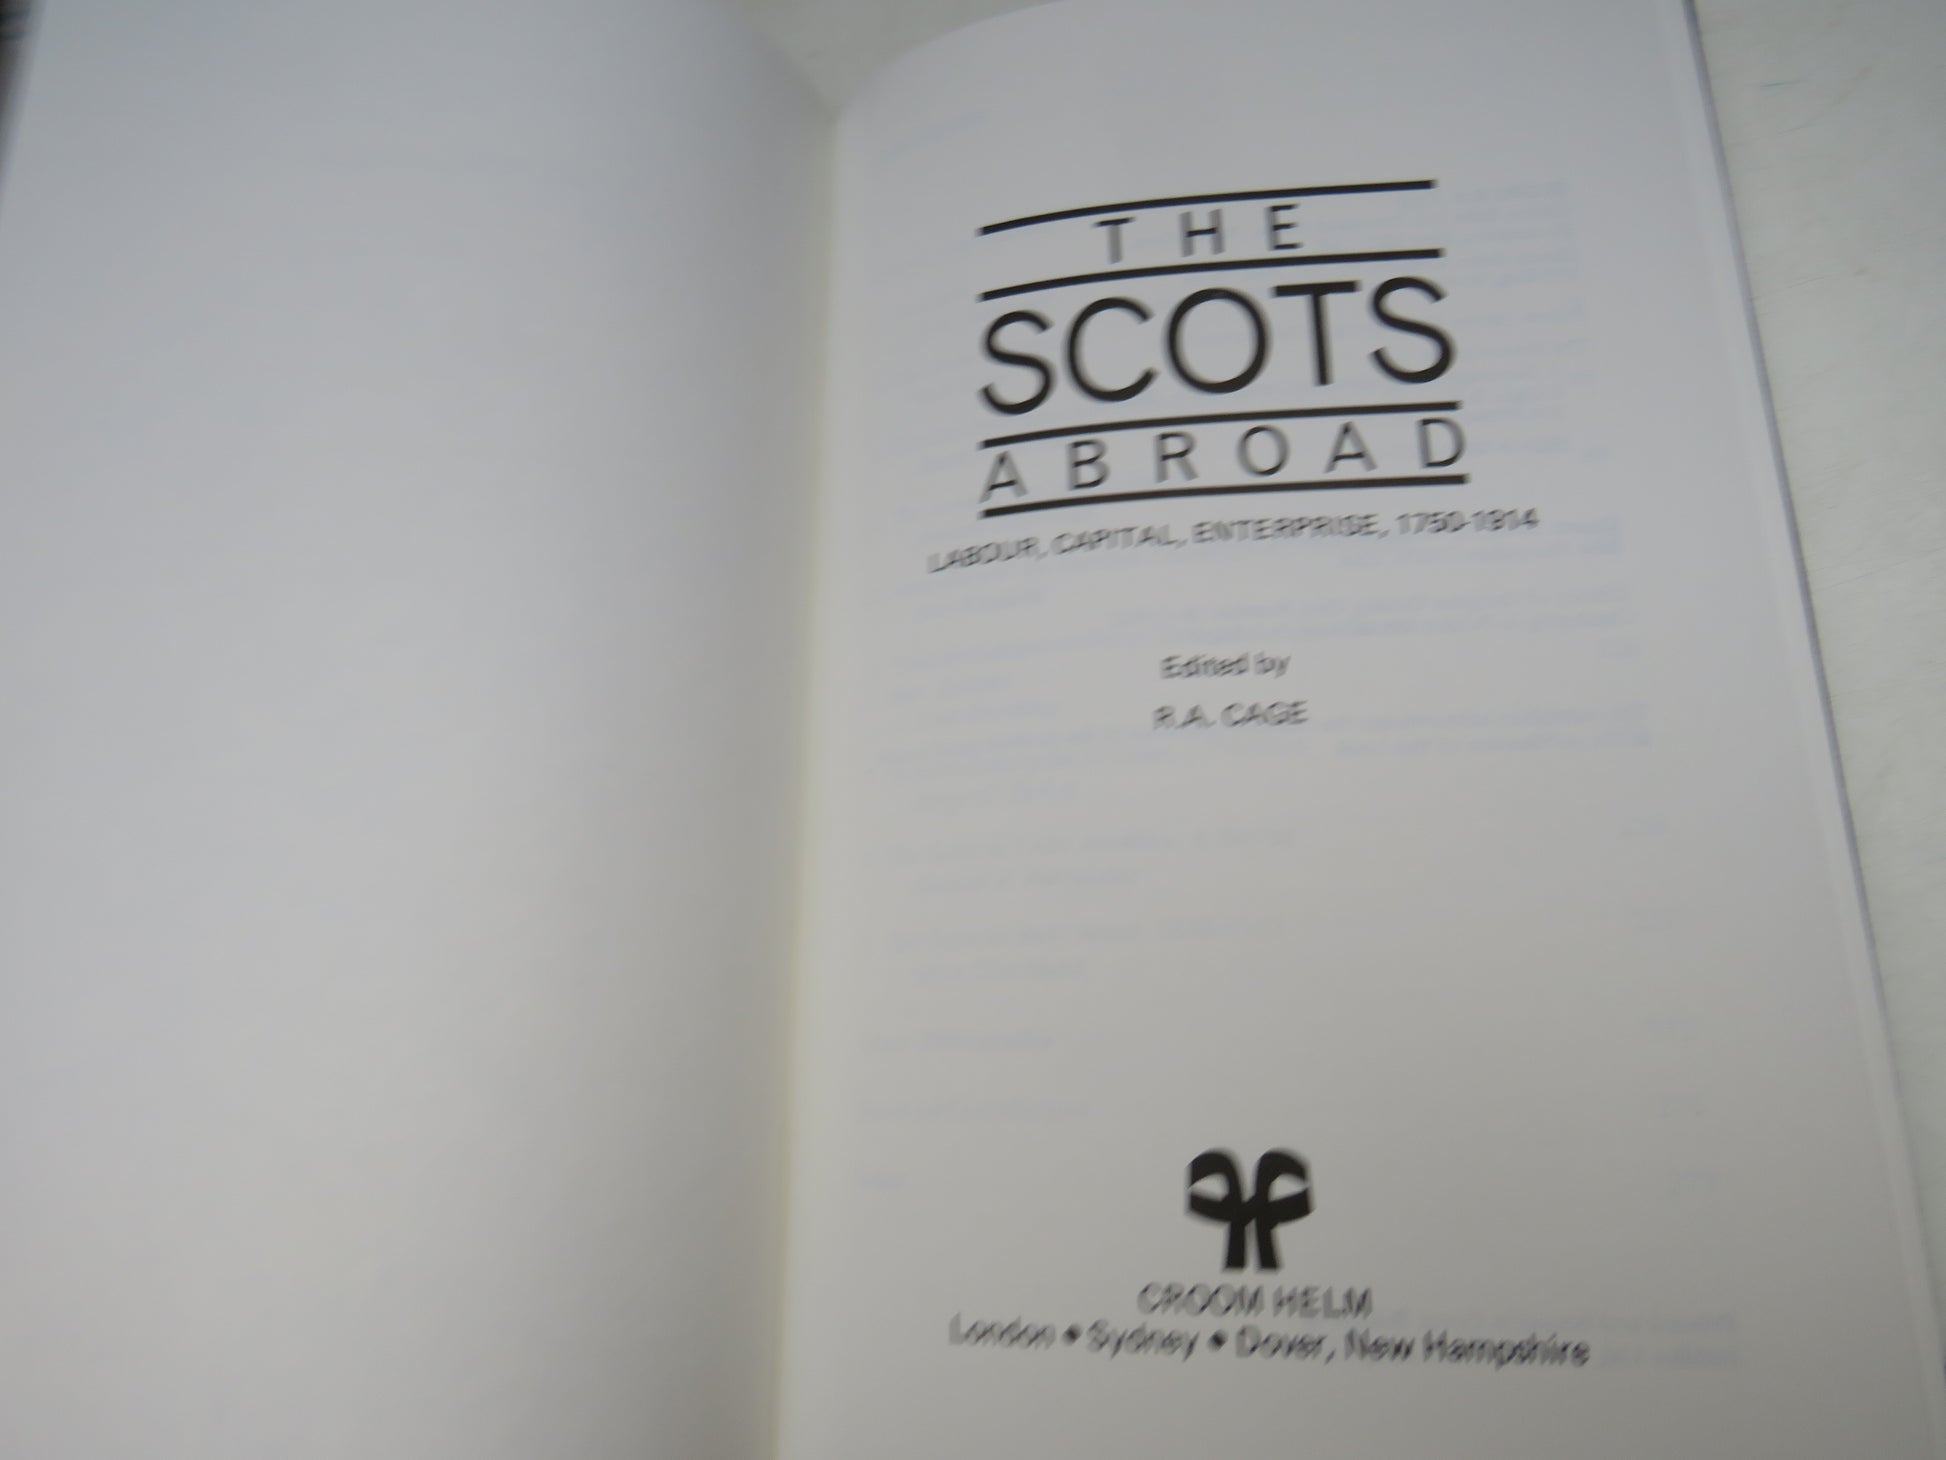 THE
SCOTS
ABROAD
LABOUR, CAPITAL, ENTERPRISE, 1750-1914
Edited by
R.A. CAGE
CROOM HELM
London • Sydney • Dover, New Hampshire